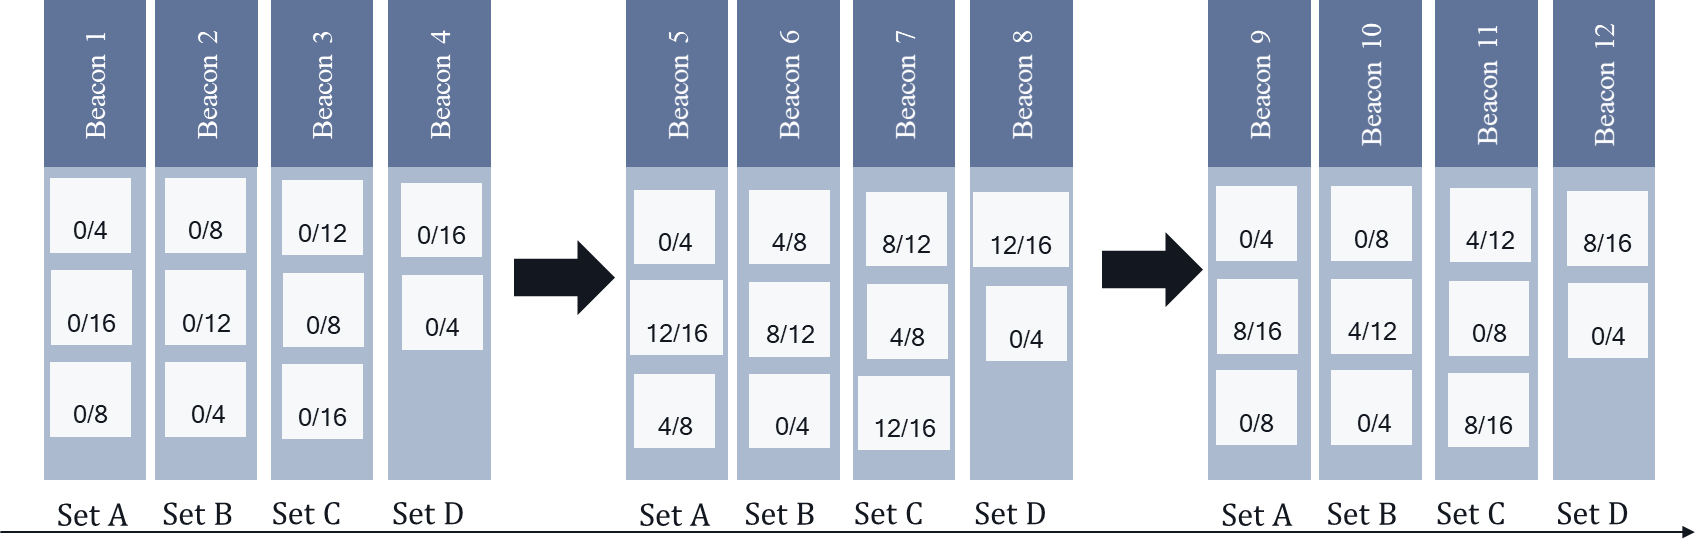 Beacon 1
Beacon 2
Beacon 3
Beacon 4
Beacon 5
Beacon 6
Beacon 7
Beacon 8
Beacon 9
Beacon 10
Beacon 11
Beacon 12
0/4 0/8 0/12 0/16
0/16 0/12 0/8 0/4
0/8 0/4 0/16
0/4 4/8 8/12 12/16
12/16 8/12 4/8 0/4
4/8 0/4 12/16
0/4 0/8 4/12 8/16
8/16 4/12 0/8 0/4
0/8 0/4 8/16
Set A Set B Set C Set D
Set A Set B Set C Set D
Set A Set B Set C Set D